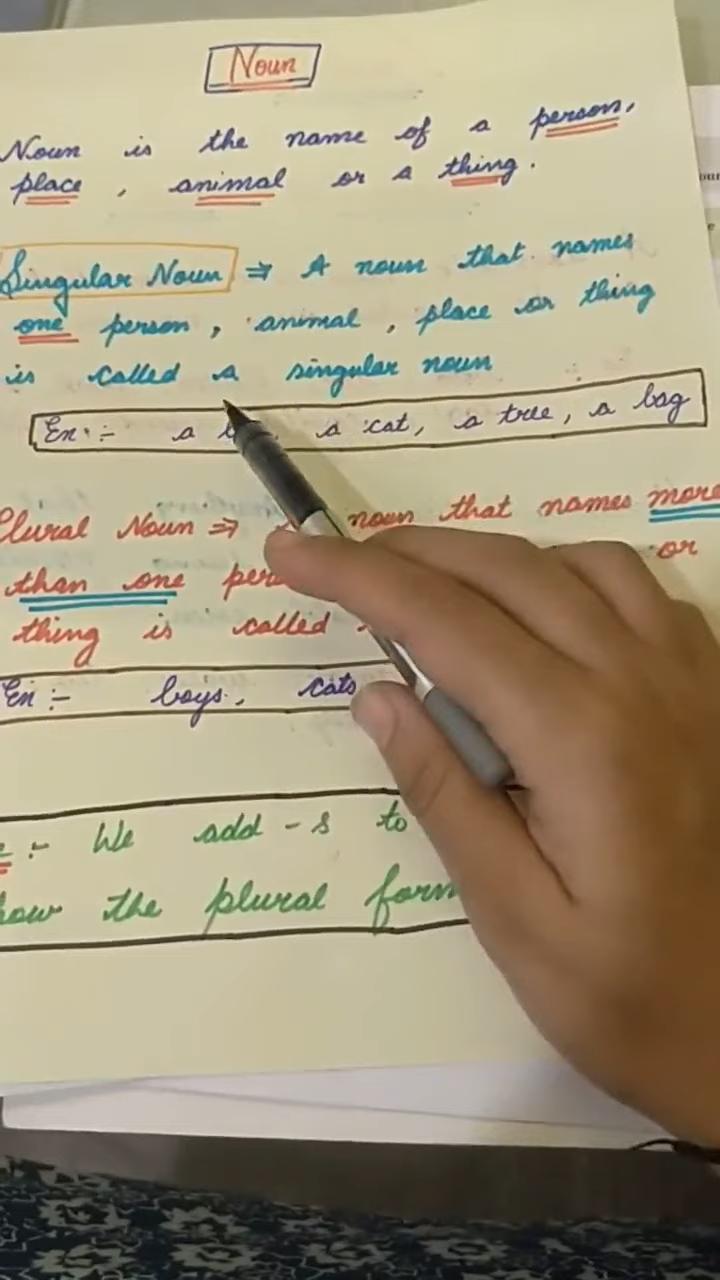 Noun
Noun is the name of a person,
place, animal or a thing.
Singular Noun ⇒ A noun that names
one person, animal, place or thing
is called a singular noun
Ex:- a a cat, a tree, a bag
Plural Noun ⇒ noun that names more
than one or
thing is called
Ex:- boys, cats
:- We add -s to
the plural form